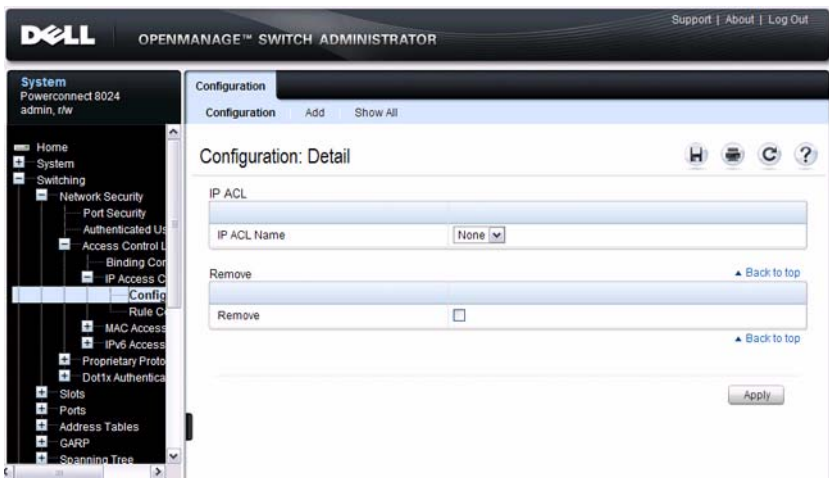 Support | About | Log Out
DELL OPENMANAGE™ SWITCH ADMINISTRATOR
System
Powerconnect 8024
admin, r/w
Home
System
Switching
Network Security
Port Security
Authenticated Us
Access Control L
Binding Cor
IP Access C
Config
Rule C
MAC Access
IPv6 Access
Proprietary Proto
Dot1x Authentica
Slots
Ports
Address Tables
GARP
Spanning Tree
Configuration
Configuration Add Show All
Configuration: Detail
IP ACL
IP ACL Name None
Remove Back to top
Remove
Back to top
Apply